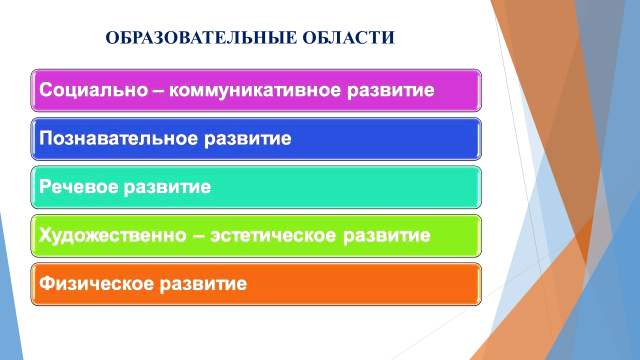 ОБРАЗОВАТЕЛЬНЫЕ ОБЛАСТИ
Социально – коммуникативное развитие
Познавательное развитие
Речевое развитие
Художественно – эстетическое развитие
Физическое развитие